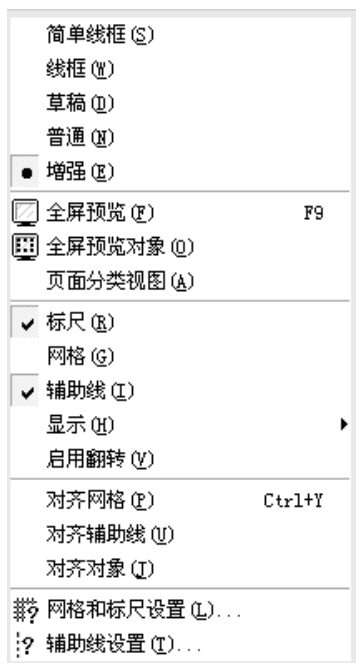 简单线框(S)
线框(W)
草稿(D)
普通(N)
增强(E)
全屏预览(F) F9
全屏预览对象(O)
页面分类视图(A)
标尺(R)
网格(G)
辅助线(I)
显示(H)
启用翻转(V)
对齐网格(P) Ctrl+Y
对齐辅助线(U)
对齐对象(J)
网格和标尺设置(L)...
辅助线设置(T)...